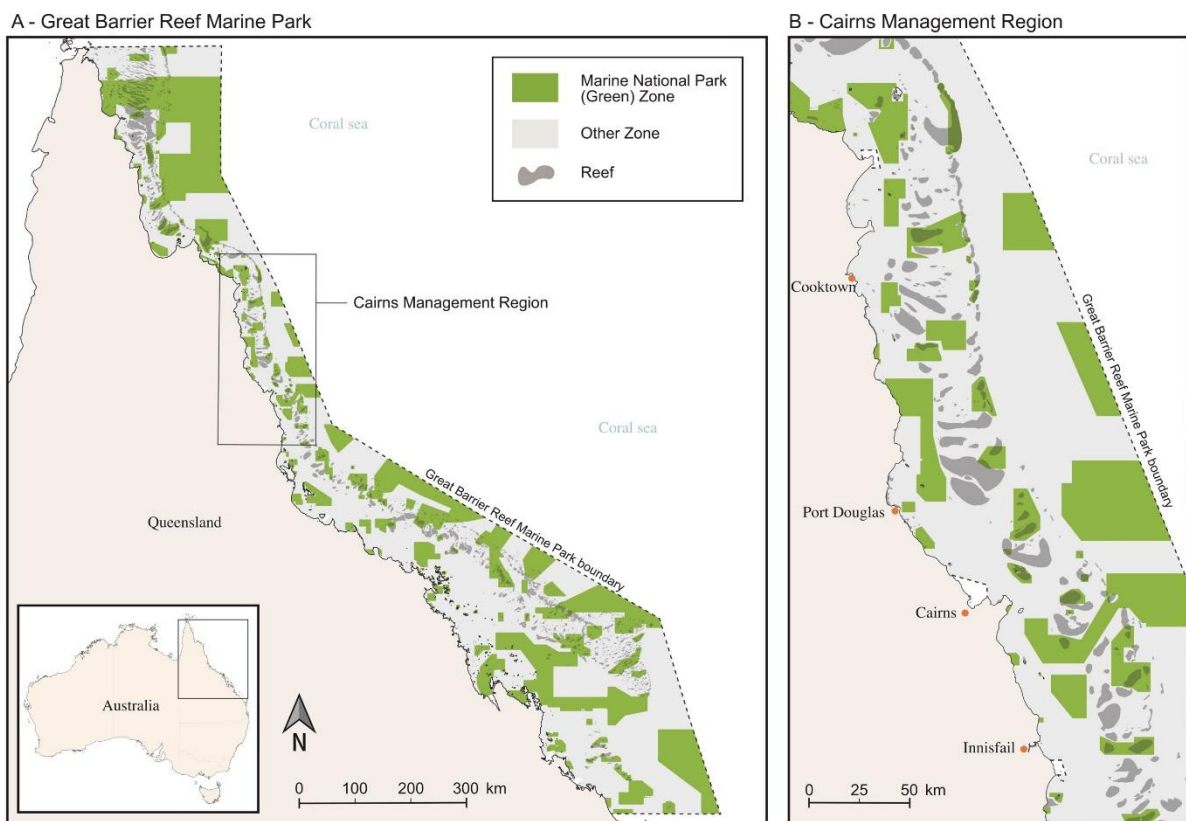 A - Great Barrier Reef Marine Park
Coral sea
Marine National Park
(Green) Zone
Other Zone
Reef
Cairns Management
Region
Coral sea
Great Barrier Reef Marine Park boundary
Queensland
Australia
N
0 100 200 300 km
B - Cairns Management Region
Coral sea
Cooktown
Great Barrier Reef Marine Park boundary
Port Douglas
Cairns
Innisfail
0 25 50 km